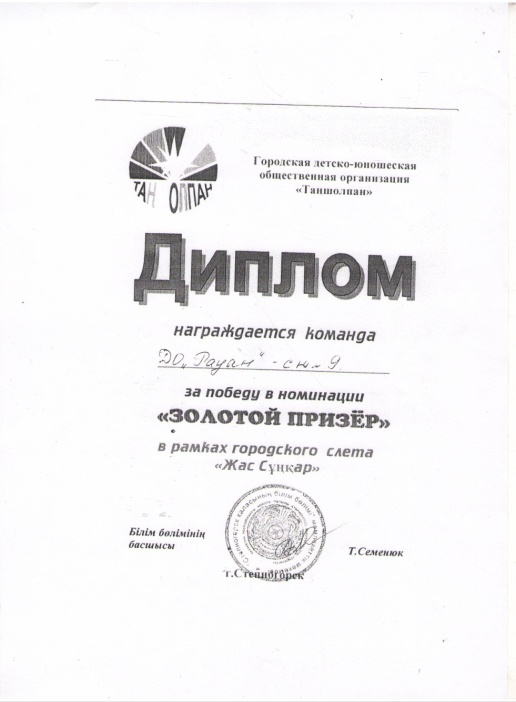 ТАН ОЛПАН
Городская детско-юношеская
общественная организация
«Таншолпан»
Диплом
награждается команда
ДО „Рауан“ - сш 9
за победу в номинации
«ЗОЛОТОЙ ПРИЗЁР»
в рамках городского слета
«Жас Сұңқар»
Білім бөлімінің
басшысы
Т.Семенюк
г.Степногорск